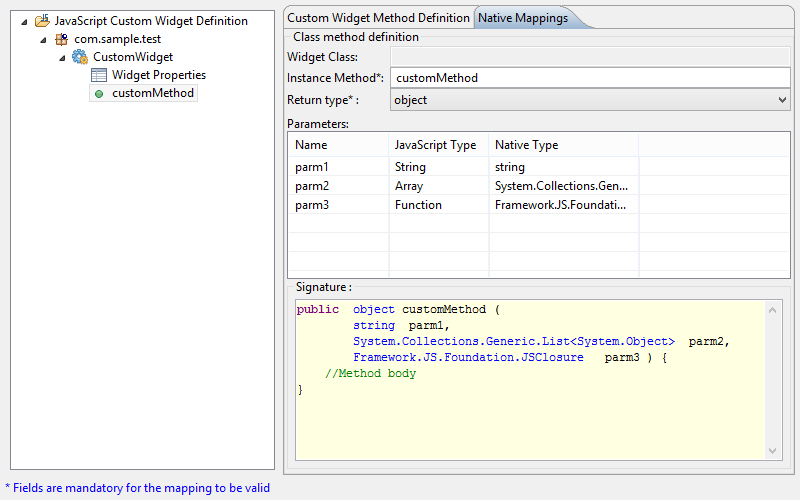 JavaScript Custom Widget Definition
com.sample.test
CustomWidget
Widget Properties
customMethod
Custom Widget Method Definition Native Mappings
Class method definition
Widget Class:
Instance Method*: customMethod
Return type* : object
Parameters:
Name JavaScript Type Native Type
parm1 String string
parm2 Array System.Collections.Gen...
parm3 Function Framework.JS.Foundati...
Signature :
public  object customMethod (
        string  parm1,
        System.Collections.Generic.List<System.Object>  parm2,
        Framework.JS.Foundation.JSClosure   parm3 ) {
    //Method body
}
* Fields are mandatory for the mapping to be valid